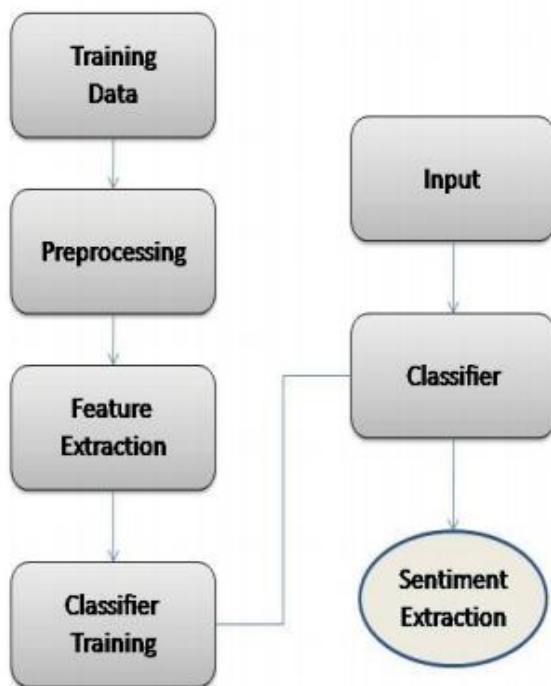 Training
Data
Preprocessing
Feature
Extraction
Classifier
Training
Input
Classifier
Sentiment
Extraction